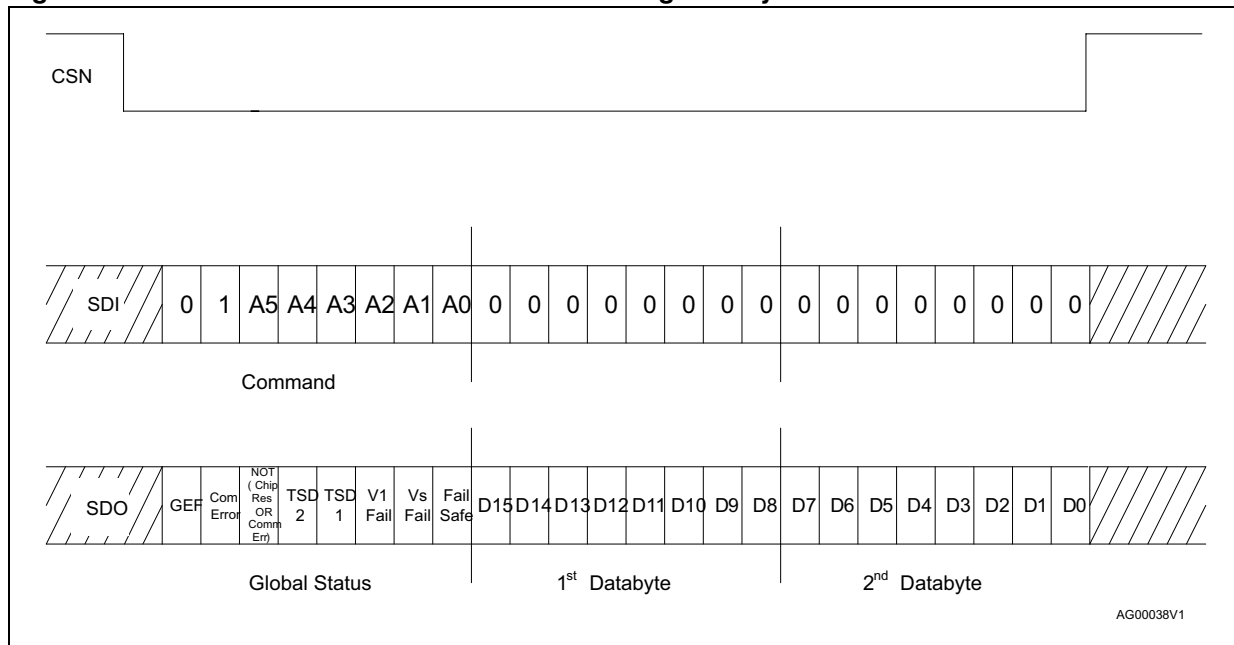 CSN
SDI 0 1 A5 A4 A3 A2 A1 A0 0 0 0 0 0 0 0 0 0 0 0 0 0 0 0 0
Command
SDO GEF Com Error NOT ( Chip Res OR Comm Err) TSD 2 TSD 1 V1 Fail Vs Fail Fail Safe D15 D14 D13 D12 D11 D10 D9 D8 D7 D6 D5 D4 D3 D2 D1 D0
Global Status 1st Databyte 2nd Databyte
AG00038V1